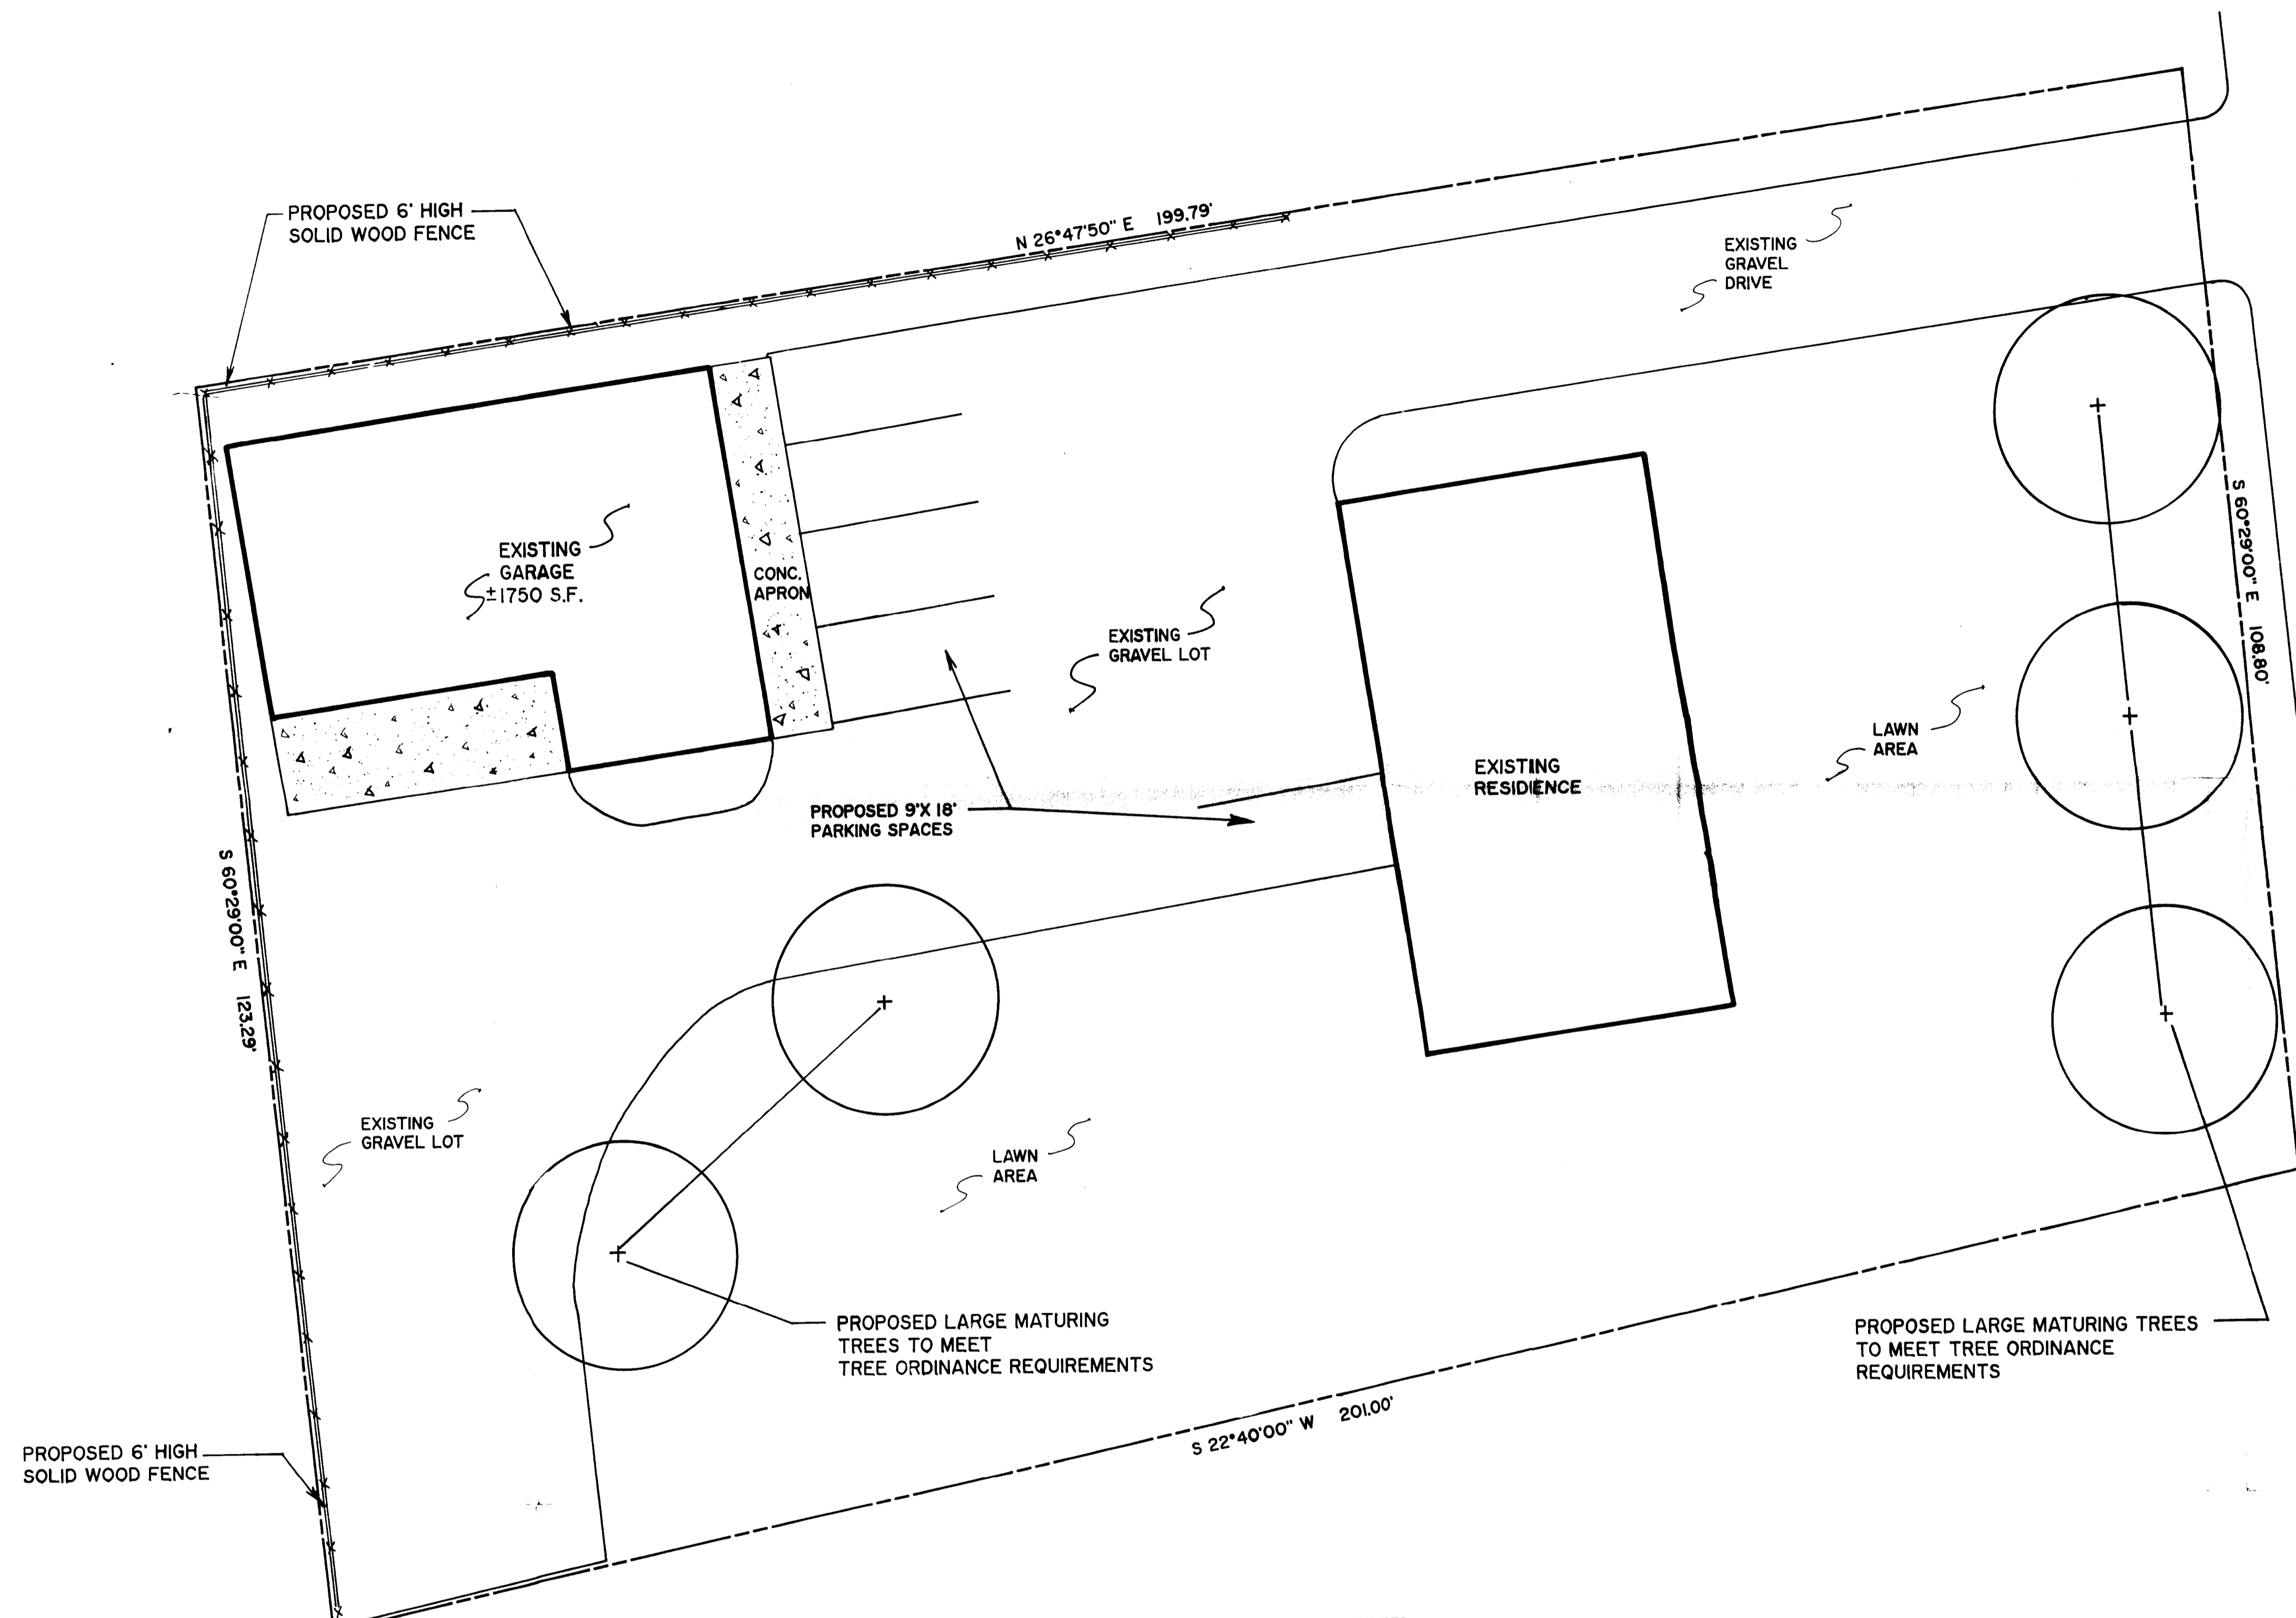 PROPOSED 6' HIGH
SOLID WOOD FENCE
N 26°47'50" E 199.79'
EXISTING
GRAVEL
DRIVE
S 60°29'00" E 108.80'
EXISTING
GARAGE
±1750 S.F.
CONC.
APRON
EXISTING
GRAVEL LOT
LAWN
AREA
EXISTING
RESIDENCE
PROPOSED 9'X 18'
PARKING SPACES
S 60°29'00" E 123.29'
EXISTING
GRAVEL LOT
LAWN
AREA
PROPOSED LARGE MATURING
TREES TO MEET
TREE ORDINANCE REQUIREMENTS
PROPOSED LARGE MATURING TREES
TO MEET TREE ORDINANCE
REQUIREMENTS
S 22°40'00" W 201.00'
PROPOSED 6' HIGH
SOLID WOOD FENCE